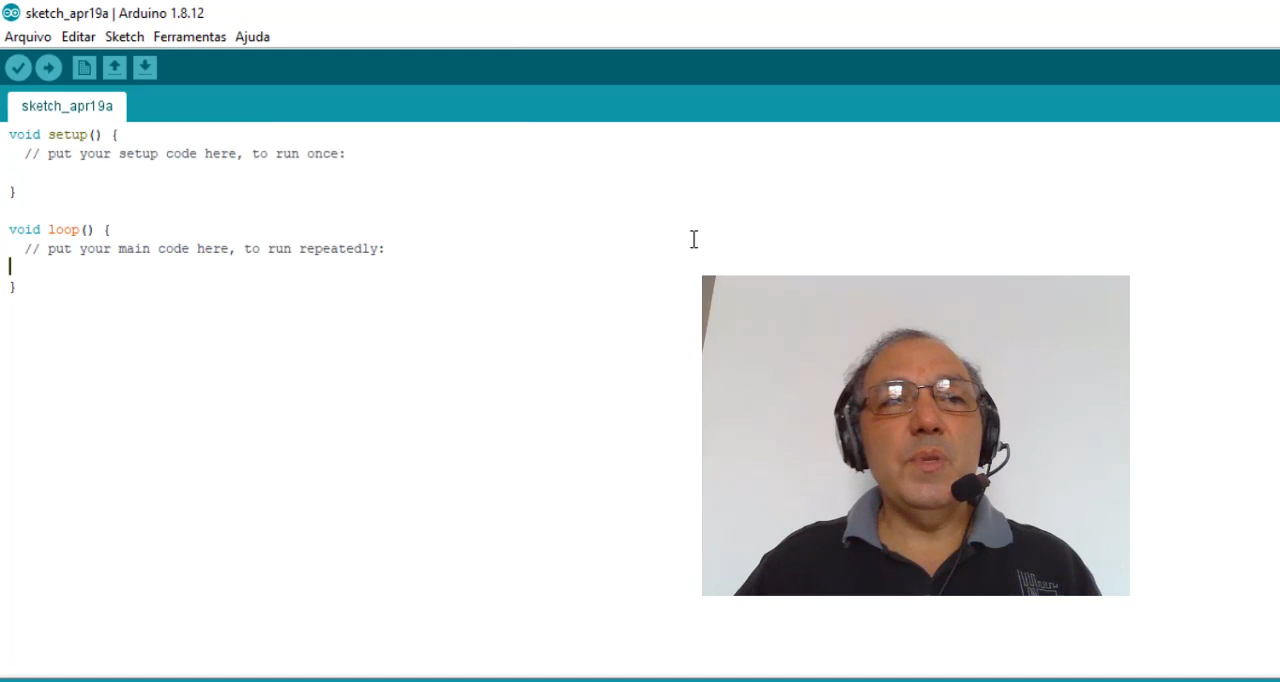 sketch_apr19a | Arduino 1.8.12
Arquivo Editar Sketch Ferramentas Ajuda
sketch_apr19a
void setup() {
// put your setup code here, to run once:
}
void loop() {
// put your main code here, to run repeatedly:
}